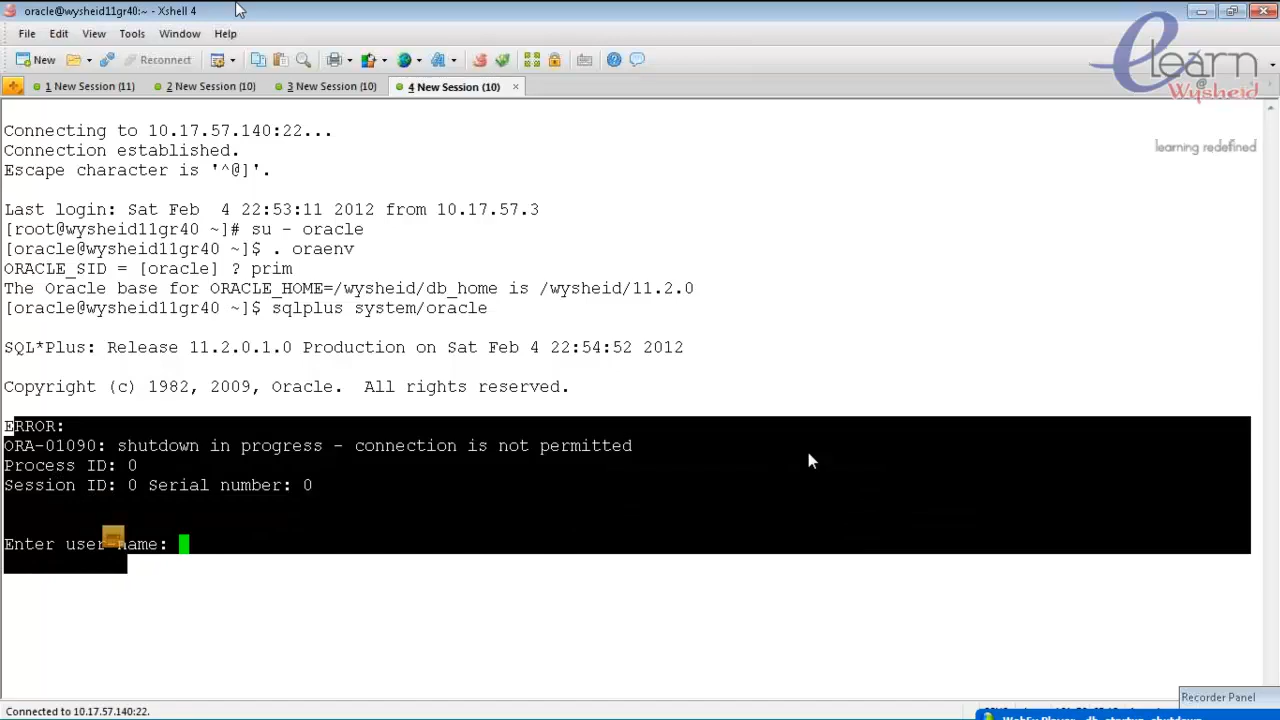 oracle@wysheid11gr40:~ - Xshell 4
File Edit View Tools Window Help
New Reconnect
1 New Session (11) 2 New Session (10) 3 New Session (10) 4 New Session (10)
elearn
@
Wysheid
learning redefined
Connecting to 10.17.57.140:22...
Connection established.
Escape character is '^@]'.
Last login: Sat Feb  4 22:53:11 2012 from 10.17.57.3
[root@wysheid11gr40 ~]# su - oracle
[oracle@wysheid11gr40 ~]$ . oraenv
ORACLE_SID = [oracle] ? prim
The Oracle base for ORACLE_HOME=/wysheid/db_home is /wysheid/11.2.0
[oracle@wysheid11gr40 ~]$ sqlplus system/oracle
SQL*Plus: Release 11.2.0.1.0 Production on Sat Feb 4 22:54:52 2012
Copyright (c) 1982, 2009, Oracle.  All rights reserved.
ERROR:
ORA-01090: shutdown in progress - connection is not permitted
Process ID: 0
Session ID: 0 Serial number: 0
Enter user-name:
Recorder Panel
Connected to 10.17.57.140:22.